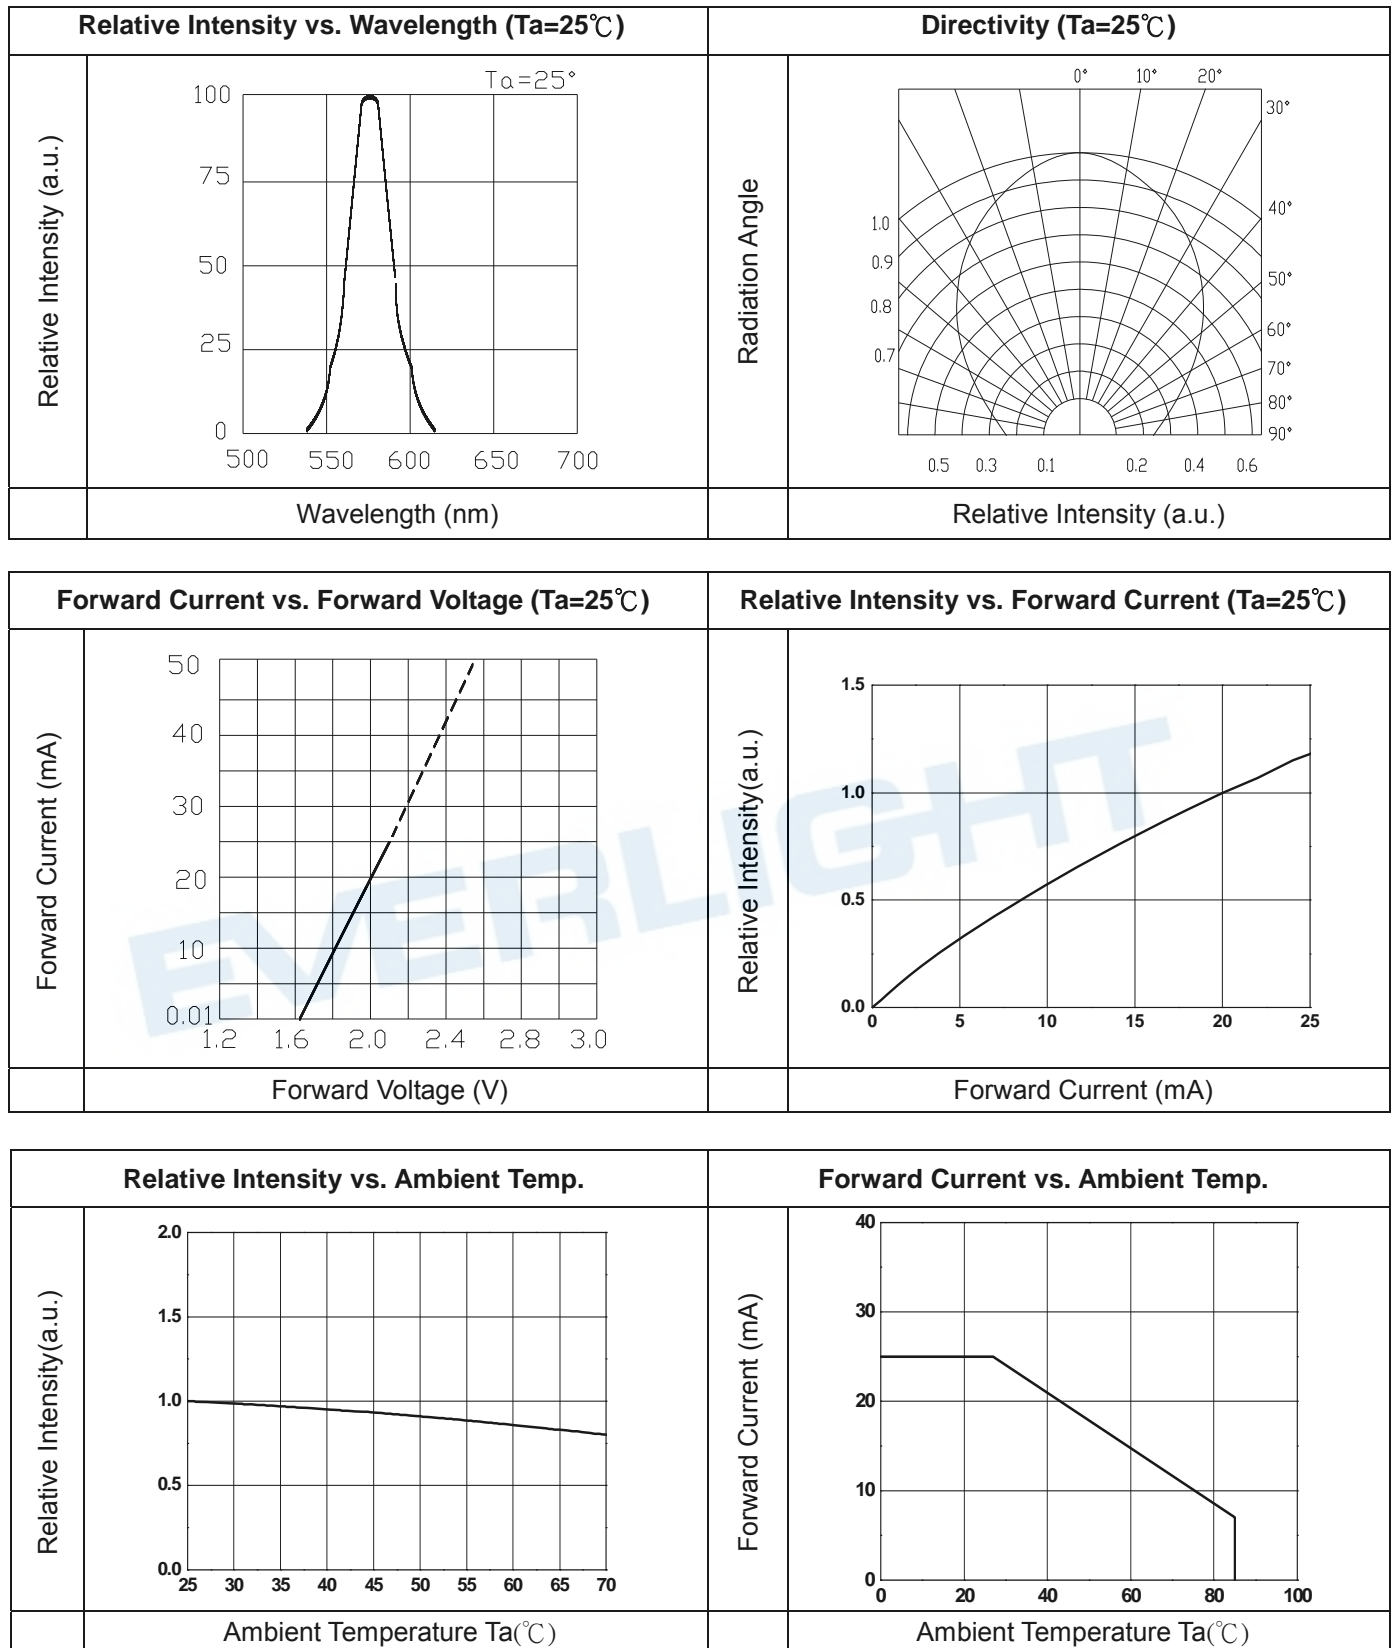 Relative Intensity vs. Wavelength (Ta=25℃)
Directivity (Ta=25℃)
Relative Intensity (a.u.)
Ta=25°
100
75
50
25
0
500 550 600 650 700
Wavelength (nm)
Radiation Angle
0° 10° 20°
30°
40°
50°
60°
70°
80°
90°
1.0
0.9
0.8
0.7
0.5 0.3 0.1 0.2 0.4 0.6
Relative Intensity (a.u.)
Forward Current vs. Forward Voltage (Ta=25℃)
Relative Intensity vs. Forward Current (Ta=25℃)
Forward Current (mA)
50
40
30
20
10
0.01
1.2 1.6 2.0 2.4 2.8 3.0
Forward Voltage (V)
Relative Intensity(a.u.)
1.5
1.0
0.5
0.0
0 5 10 15 20 25
Forward Current (mA)
EVERLIGHT
Relative Intensity vs. Ambient Temp.
Forward Current vs. Ambient Temp.
Relative Intensity(a.u.)
2.0
1.5
1.0
0.5
0.0
25 30 35 40 45 50 55 60 65 70
Ambient Temperature Ta(℃)
Forward Current (mA)
40
30
20
10
0
0 20 40 60 80 100
Ambient Temperature Ta(℃)